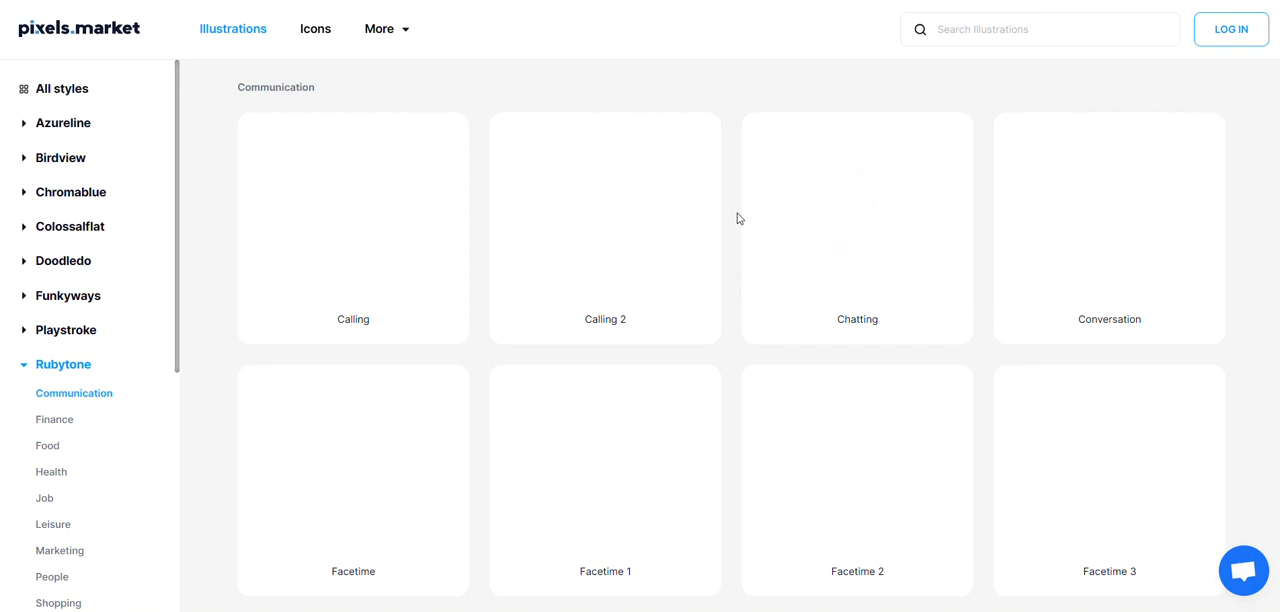 pixels.market
Illustrations
Icons
More
Search Illustrations
LOG IN
All styles
Azureline
Birdview
Chromablue
Colossalflat
Doodledo
Funkyways
Playstroke
Rubytone
Communication
Finance
Food
Health
Job
Leisure
Marketing
People
Shopping
Communication
Calling
Calling 2
Chatting
Conversation
Facetime
Facetime 1
Facetime 2
Facetime 3